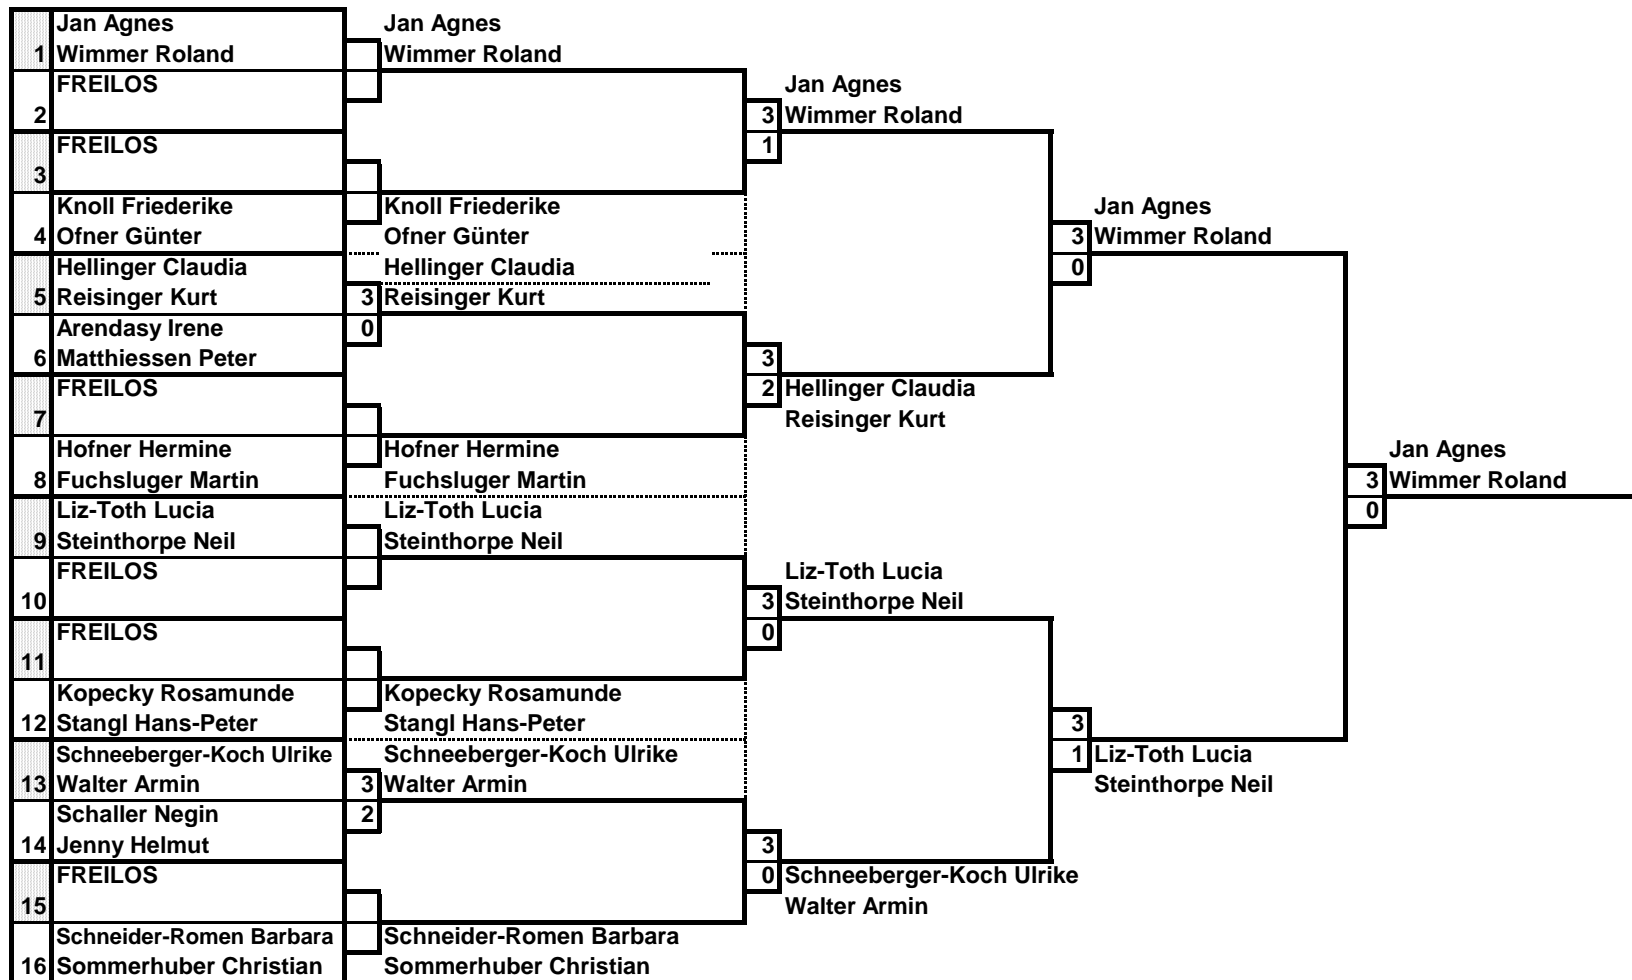 Jan Agnes Jan Agnes
1 Wimmer Roland Wimmer Roland
FREILOS Jan Agnes
2 3 Wimmer Roland
FREILOS 1
3
Knoll Friederike Knoll Friederike Jan Agnes
4 Ofner Günter Ofner Günter 3 Wimmer Roland
Hellinger Claudia Hellinger Claudia 0
5 Reisinger Kurt 3 Reisinger Kurt
Arendasy Irene 0
6 Matthiessen Peter 3
FREILOS 2 Hellinger Claudia
7 Reisinger Kurt
Hofner Hermine Hofner Hermine Jan Agnes
8 Fuchsluger Martin Fuchsluger Martin 3 Wimmer Roland
Liz-Toth Lucia Liz-Toth Lucia 0
9 Steinthorpe Neil Steinthorpe Neil
FREILOS Liz-Toth Lucia
10 3 Steinthorpe Neil
FREILOS 0
11
Kopecky Rosamunde Kopecky Rosamunde
12 Stangl Hans-Peter Stangl Hans-Peter 3
Schneeberger-Koch Ulrike Schneeberger-Koch Ulrike 1 Liz-Toth Lucia
13 Walter Armin 3 Walter Armin Steinthorpe Neil
Schaller Negin 2
14 Jenny Helmut 3
FREILOS 0 Schneeberger-Koch Ulrike
15 Walter Armin
Schneider-Romen Barbara Schneider-Romen Barbara
16 Sommerhuber Christian Sommerhuber Christian